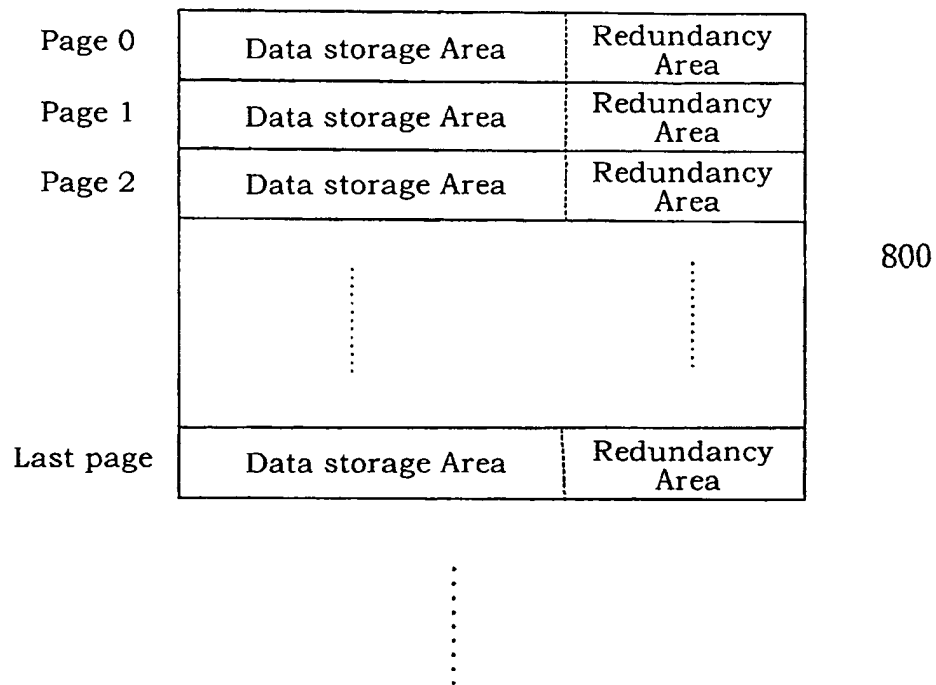 Page 0 Data storage Area Redundancy Area
Page 1 Data storage Area Redundancy Area
Page 2 Data storage Area Redundancy Area
800
Last page Data storage Area Redundancy Area